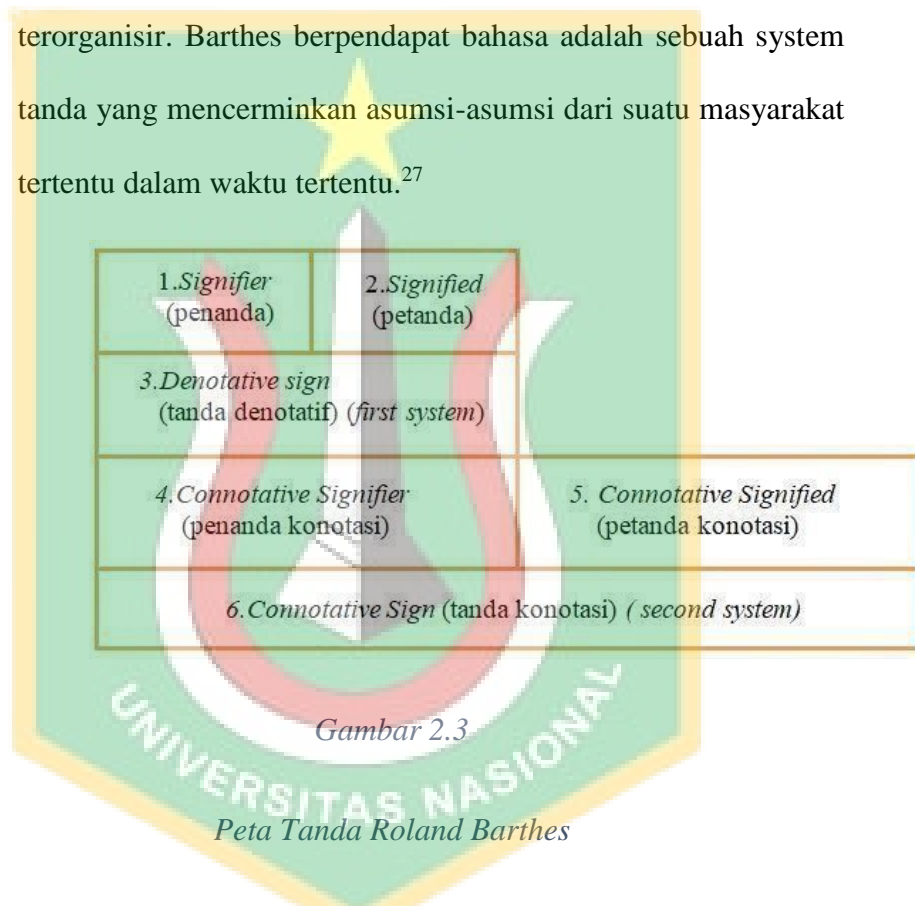 terorganisir. Barthes berpendapat bahasa adalah sebuah system
tanda yang mencerminkan asumsi-asumsi dari suatu masyarakat
tertentu dalam waktu tertentu.27
1.Signifier
(penanda)
2.Signified
(petanda)
3.Denotative sign
(tanda denotatif) (first system)
4.Connotative Signifier
(penanda konotasi)
5. Connotative Signified
(petanda konotasi)
6.Connotative Sign (tanda konotasi) ( second system)
Gambar 2.3
UNIVERSITAS NASIONAL
Peta Tanda Roland Barthes